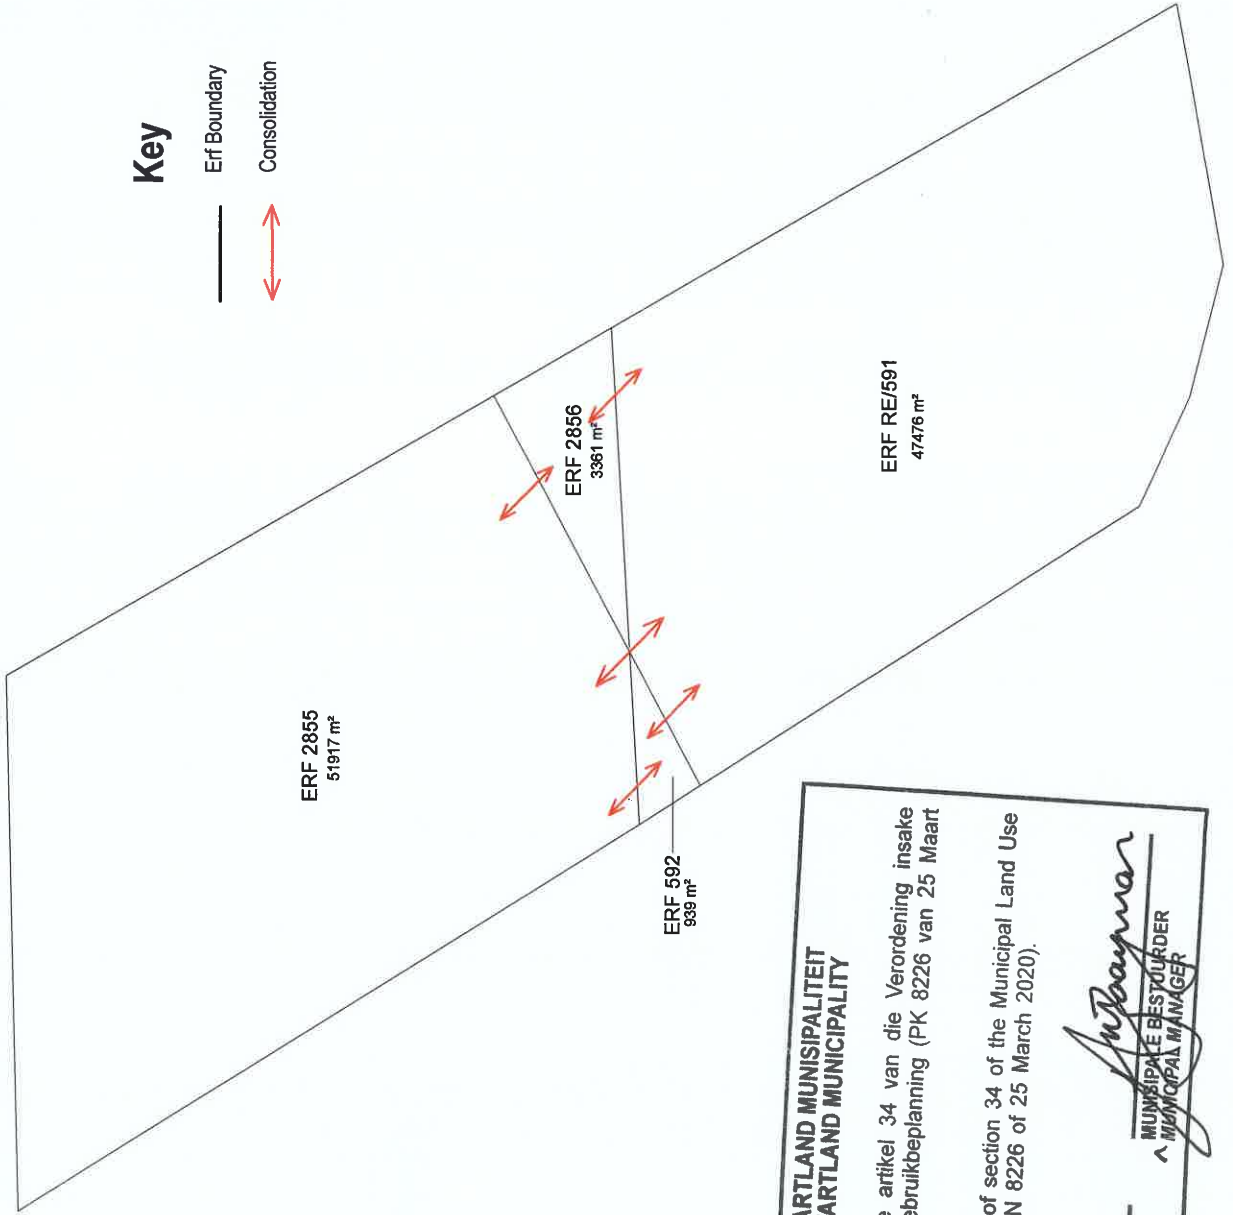 Key
Erf Boundary
Consolidation
ERF 2855
51917 m²
ERF 2856
3361 m²
ERF 592
939 m²
ERF RE/591
47476 m²
ARTLAND MUNISIPALITEIT
ARTLAND MUNICIPALITY
artikel 34 van die Verordening insake
ebruikbeplanning (PK 8226 van 25 Maart
of section 34 of the Municipal Land Use
N 8226 of 25 March 2020).
MUNISIPALE BESTUURDER
MUNICIPAL MANAGER